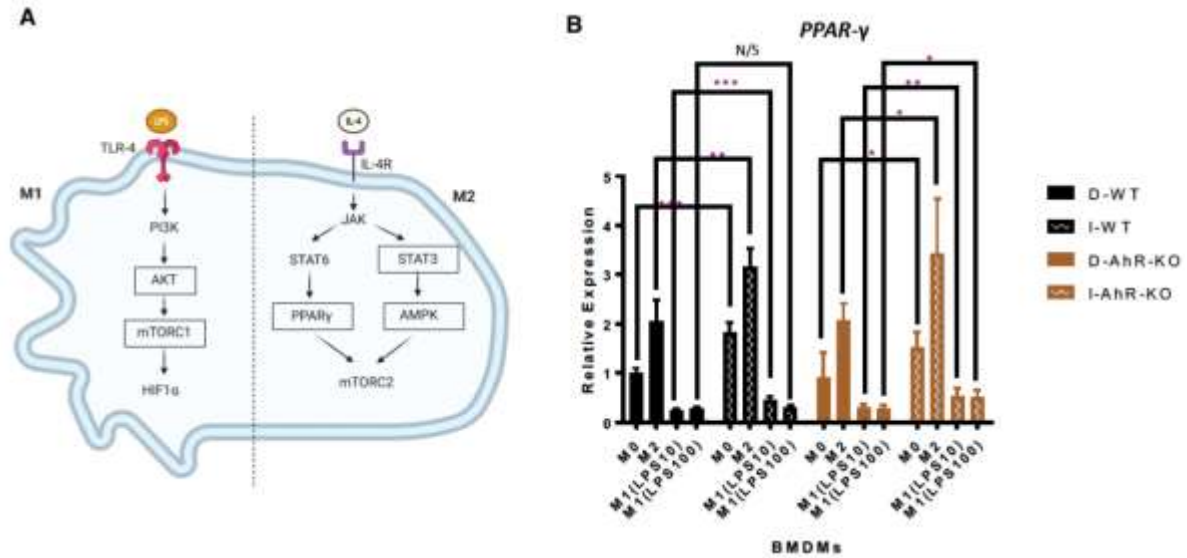 A
LPS
IL-4
TLR-4
IL-4R
M1
M2
PI3K
JAK
AKT
STAT6
STAT3
mTORC1
PPARγ
AMPK
HIF1α
mTORC2
B
PPAR-γ
N/S
***
**
*
**
*
*
***
5
4
3
2
1
0
Relative Expression
M0
M2
M1(LPS10)
M1(LPS100)
M0
M2
M1(LPS10)
M1(LPS100)
M0
M2
M1(LPS10)
M1(LPS100)
M0
M2
M1(LPS10)
M1(LPS100)
BMDMs
D-WT
I-WT
D-AhR-KO
I-AhR-KO